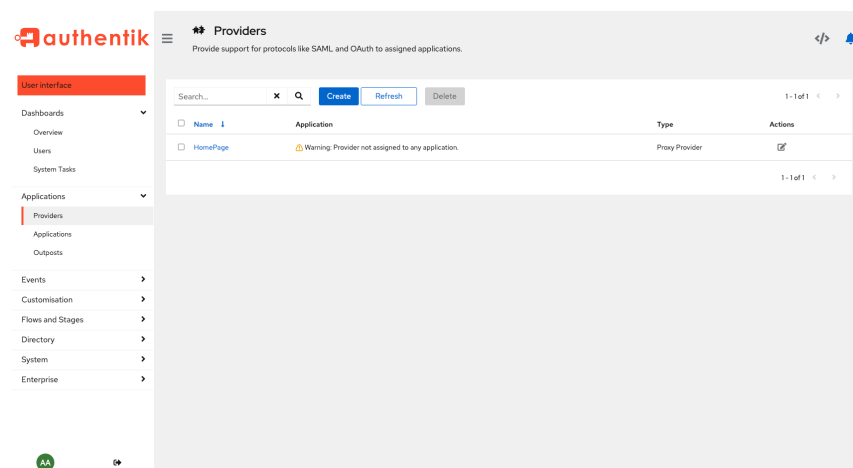 authentik
Providers
Provide support for protocols like SAML and OAuth to assigned applications.
User interface
Dashboards
Overview
Users
System Tasks
Applications
Providers
Applications
Outposts
Events
Customisation
Flows and Stages
Directory
System
Enterprise
AA
Search...
Create
Refresh
Delete
1 - 1 of 1
Name
Application
Type
Actions
HomePage
Warning: Provider not assigned to any application.
Proxy Provider
1 - 1 of 1